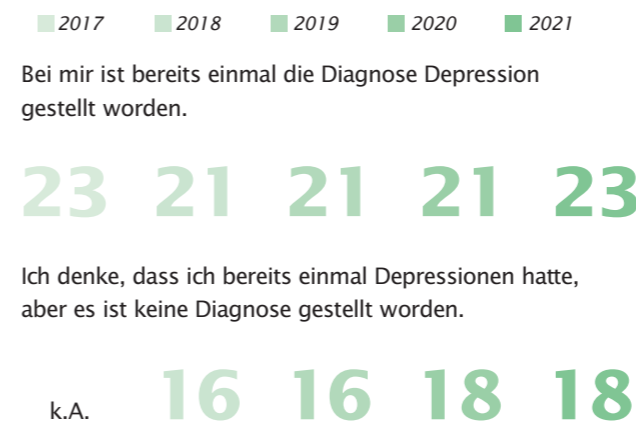 2017 2018 2019 2020 2021
Bei mir ist bereits einmal die Diagnose Depression
gestellt worden.
23 21 21 21 23
Ich denke, dass ich bereits einmal Depressionen hatte,
aber es ist keine Diagnose gestellt worden.
k.A. 16 16 18 18